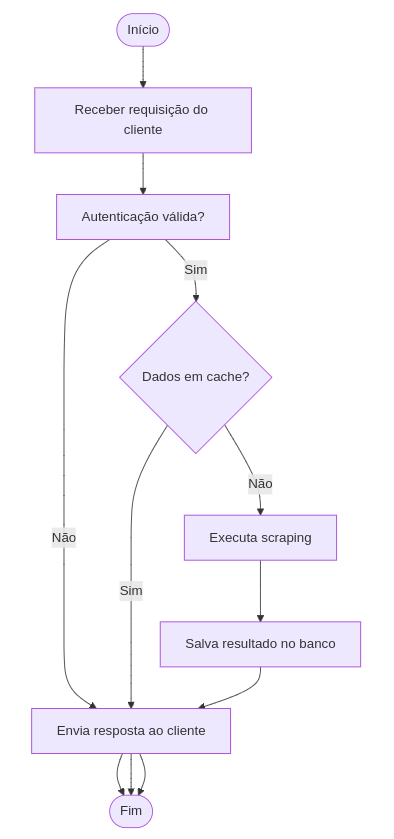 Início
Receber requisição do
cliente
Autenticação válida?
Sim
Dados em cache?
Não
Não
Executa scraping
Sim
Salva resultado no banco
Envia resposta ao cliente
Fim